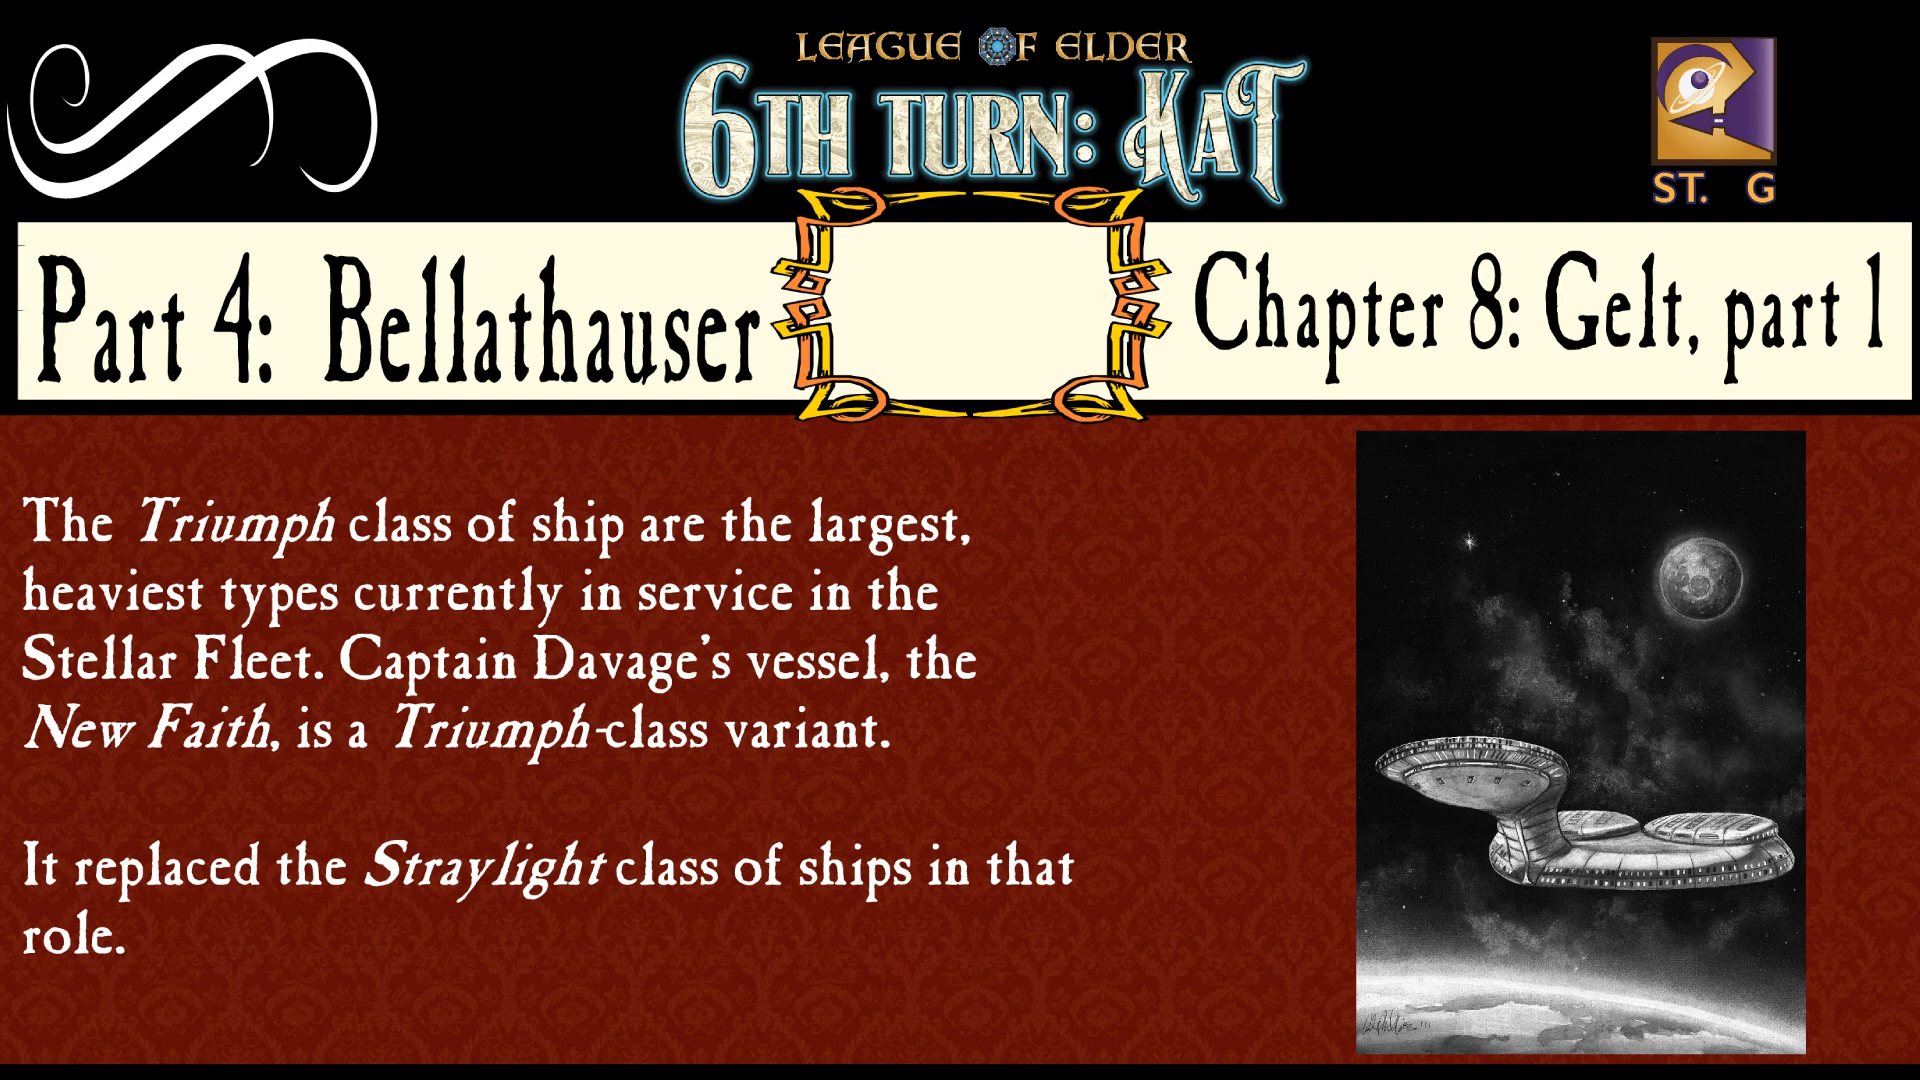 LEAGUE OF ELDER
6TH TURN: KAT
ST. G
Part 4: Bellathauser
Chapter 8: Gelt, part 1
The Triumph class of ship are the largest,
heaviest types currently in service in the
Stellar Fleet. Captain Davage's vessel, the
New Faith, is a Triumph-class variant.
It replaced the Straylight class of ships in that
role.